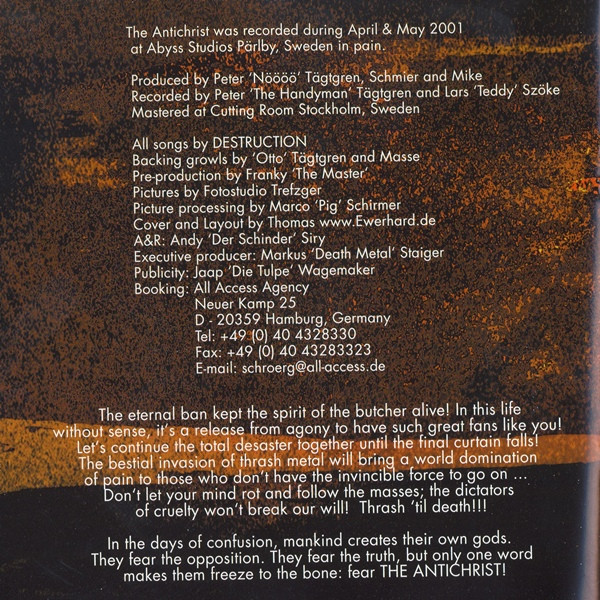 The Antichrist was recorded during April & May 2001
at Abyss Studios Pärlby, Sweden in pain.
Produced by Peter 'Nöööö' Tägtgren, Schmier and Mike
Recorded by Peter 'The Handyman' Tägtgren and Lars 'Teddy' Szöke
Mastered at Cutting Room Stockholm, Sweden
All songs by DESTRUCTION
Backing growls by 'Otto' Tägtgren and Masse
Pre-production by Franky 'The Master'
Pictures by Fotostudio Trefzger
Picture processing by Marco 'Pig' Schirmer
Cover and Layout by Thomas www.Ewerhard.de
A&R: Andy 'Der Schinder' Siry
Executive producer: Markus 'Death Metal' Staiger
Publicity: Jaap 'Die Tulpe' Wagemaker
Booking: All Access Agency
Neuer Kamp 25
D - 20359 Hamburg, Germany
Tel: +49 (0) 40 4328330
Fax: +49 (0) 40 43283323
E-mail: schroerg@all-access.de
The eternal ban kept the spirit of the butcher alive! In this life
without sense, it's a release from agony to have such great fans like you!
Let's continue the total desaster together until the final curtain falls!
The bestial invasion of thrash metal will bring a world domination
of pain to those who don't have the invincible force to go on ...
Don't let your mind rot and follow the masses; the dictators
of cruelty won't break our will! Thrash 'til death!!!
In the days of confusion, mankind creates their own gods.
They fear the opposition. They fear the truth, but only one word
makes them freeze to the bone: fear THE ANTICHRIST!